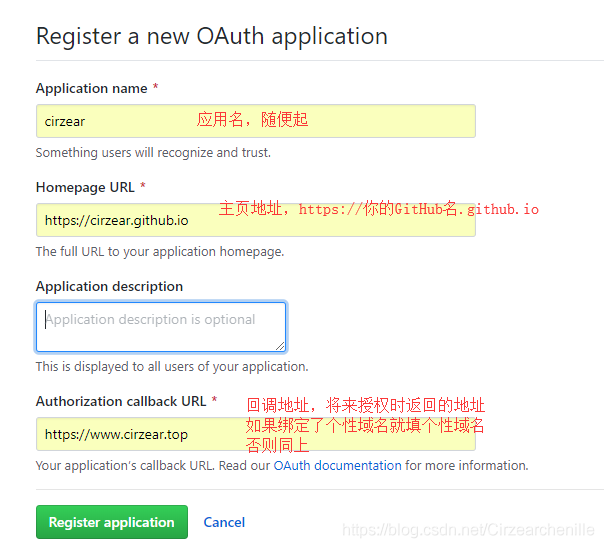 Register a new OAuth application
Application name *
cirzear 应用名，随便起
Something users will recognize and trust.
Homepage URL *
主页地址，https://你的GitHub名.github.io
https://cirzear.github.io
The full URL to your application homepage.
Application description
Application description is optional
This is displayed to all users of your application.
Authorization callback URL *
回调地址，将来授权时返回的地址
如果绑定了个性域名就填个性域名
https://www.cirzear.top
否则同上
Your application's callback URL. Read our OAuth documentation for more information.
Register application Cancel
https://blog.csdn.net/Cirzearchenille